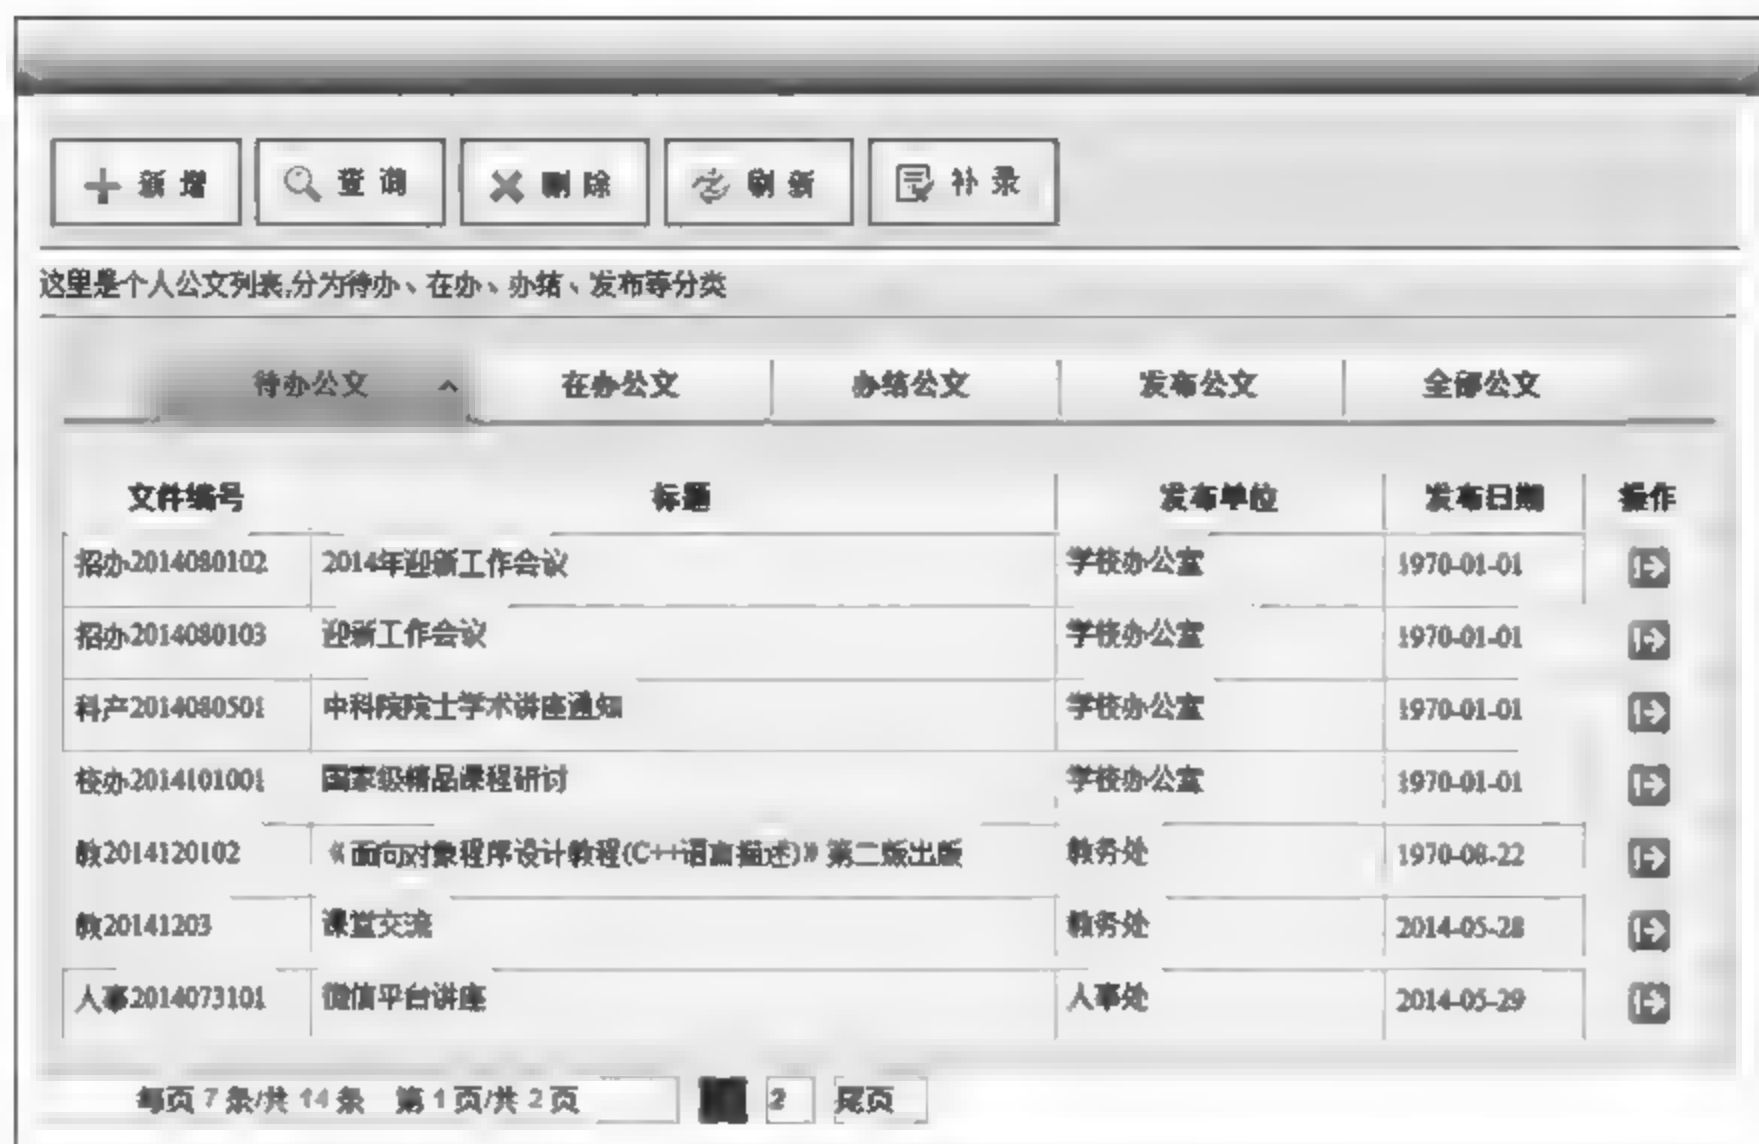 新增 查询 删除 刷新 补录
这里是个人公文列表,分为待办、在办、办结、发布等分类
待办公文 在办公文 办结公文 发布公文 全部公文
文件编号 标题 发布单位 发布日期 操作
招办2014080102 2014年迎新工作会议 学校办公室 1970-01-01
招办2014080103 迎新工作会议 学校办公室 1970-01-01
科产2014080501 中科院院士学术讲座通知 学校办公室 1970-01-01
校办2014101001 国家级精品课程研讨 学校办公室 1970-01-01
教2014120102 《面向对象程序设计教程(C++语言描述)》第二版出版 教务处 1970-08-22
教20141203 课堂交流 教务处 2014-05-28
人事2014073101 微信平台讲座 人事处 2014-05-29
每页 7 条/共 14 条 第 1 页/共 2 页 2 尾页